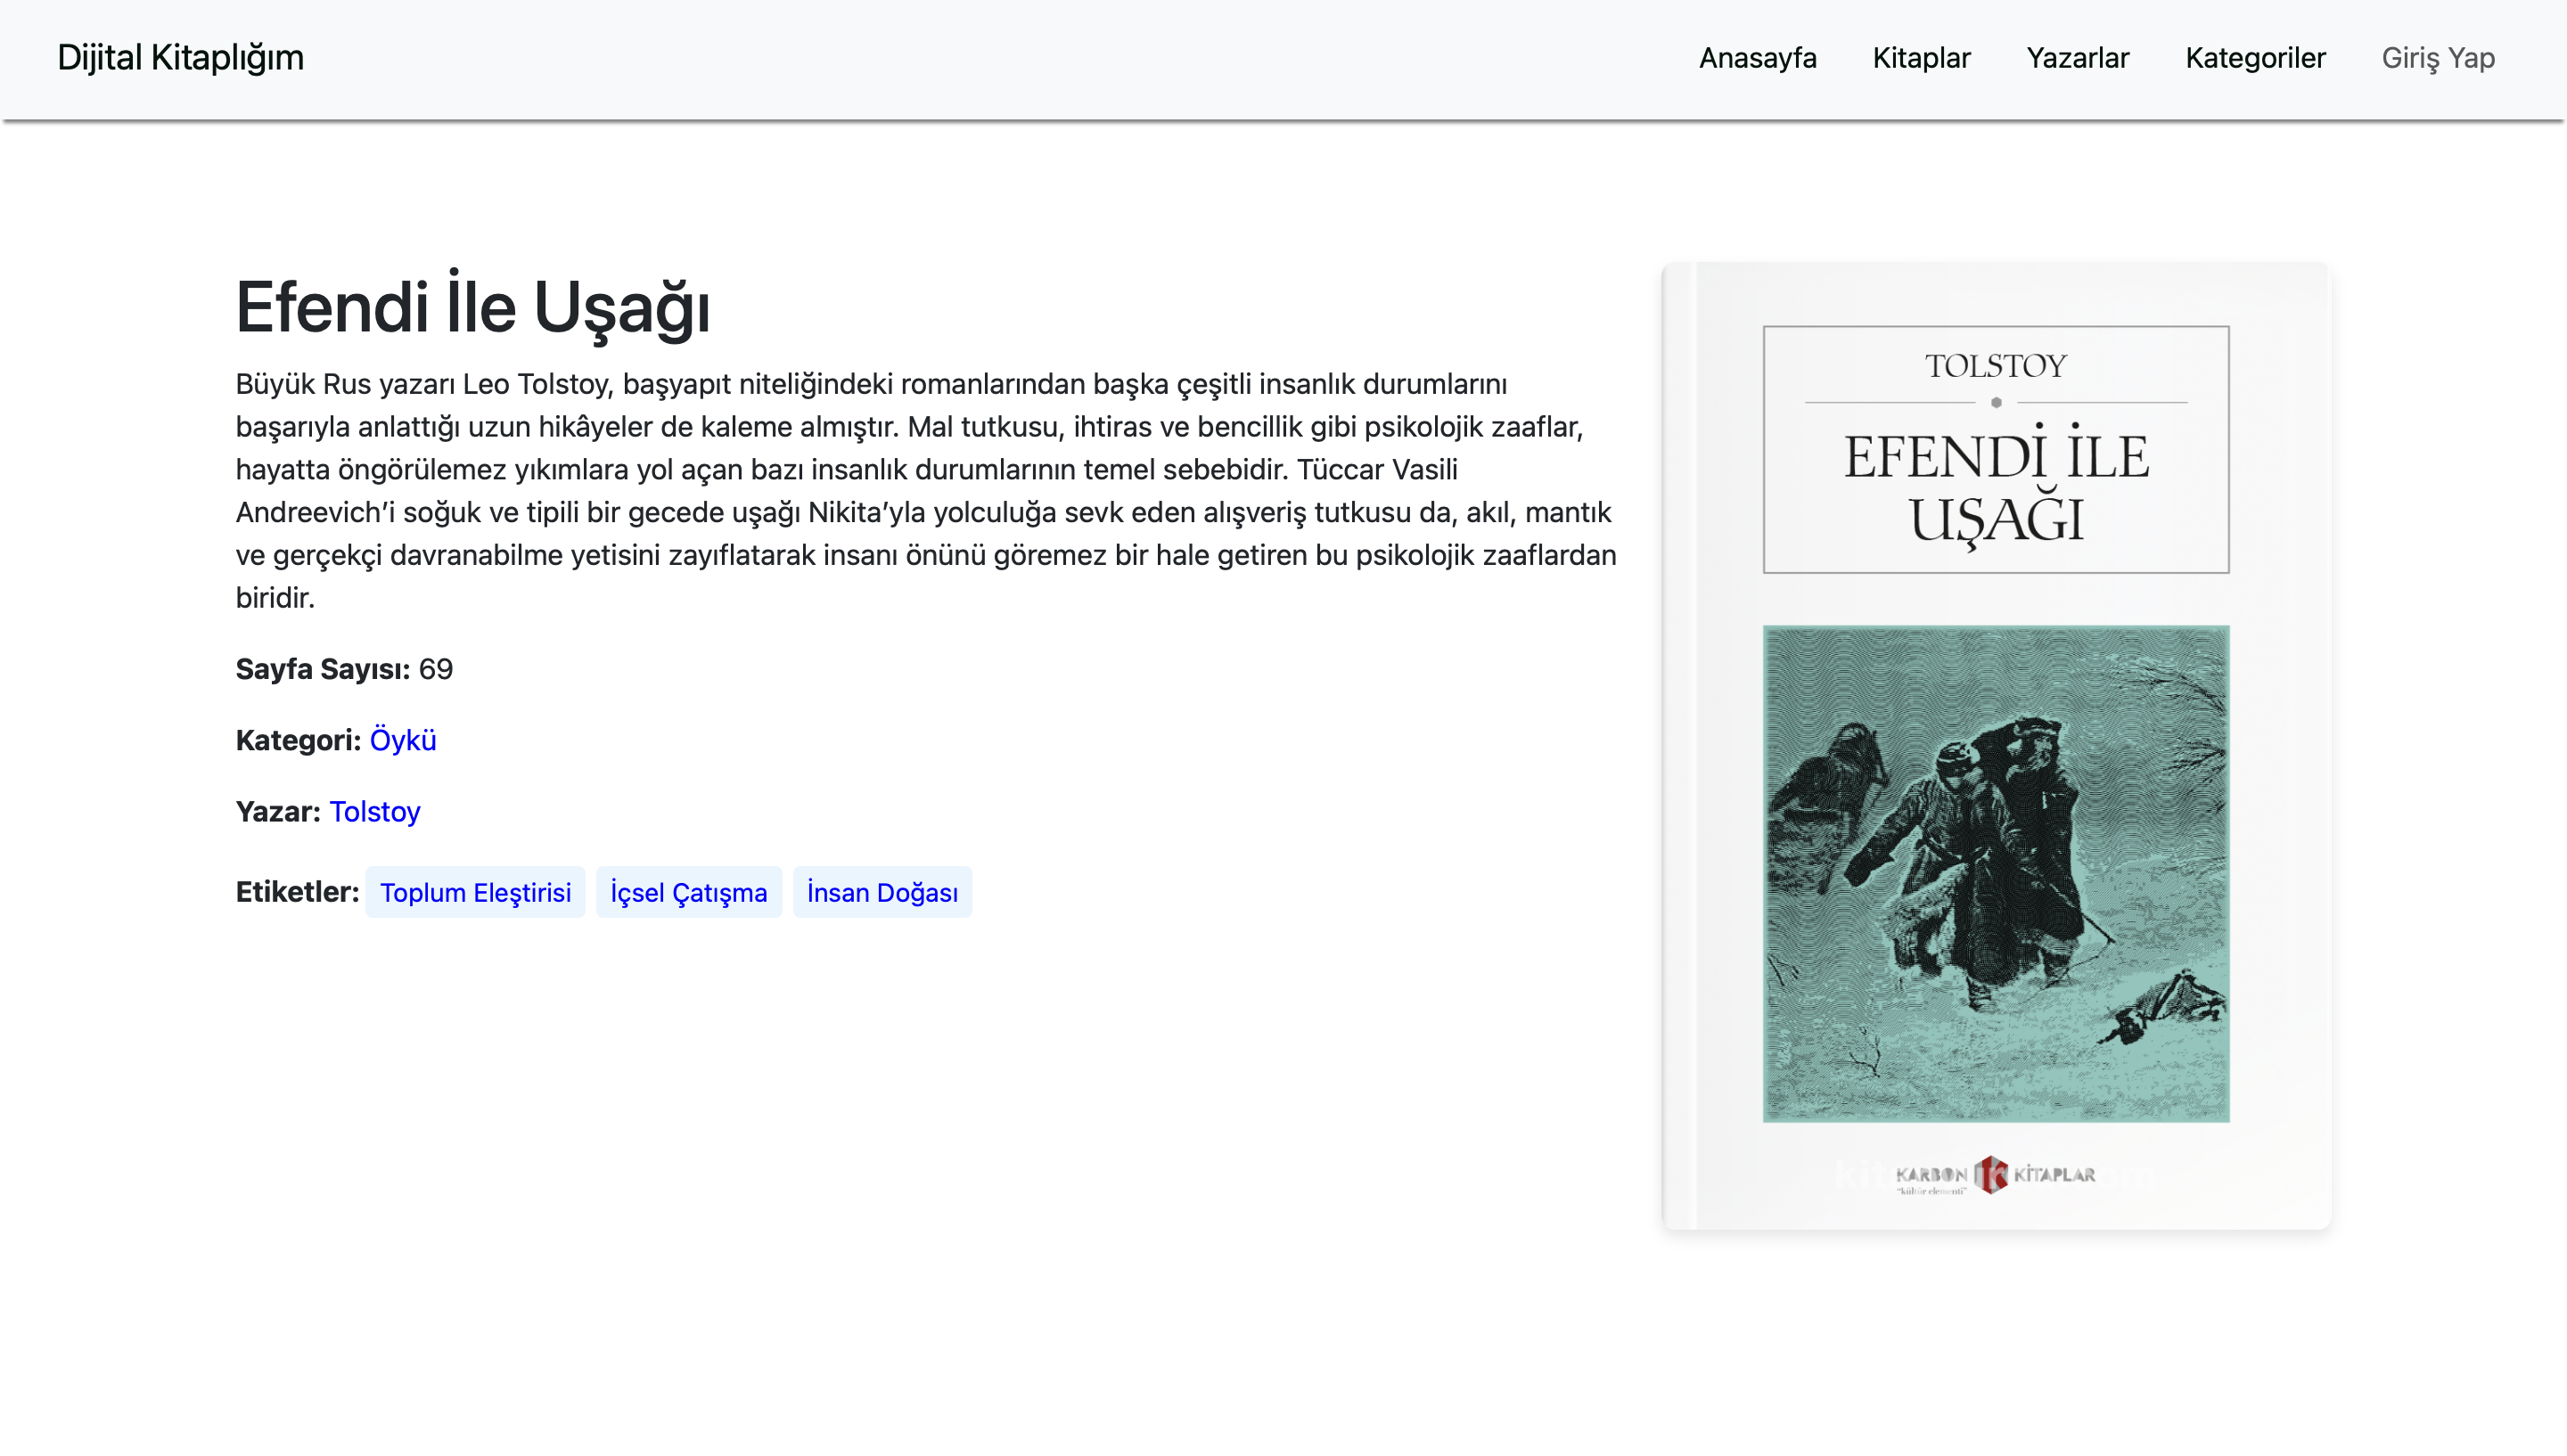 Dijital Kitaplığım
Anasayfa Kitaplar Yazarlar Kategoriler Giriş Yap
Efendi İle Uşağı
Büyük Rus yazarı Leo Tolstoy, başyapıt niteliğindeki romanlarından başka çeşitli insanlık durumlarını
başarıyla anlattığı uzun hikâyeler de kaleme almıştır. Mal tutkusu, ihtiras ve bencillik gibi psikolojik zaaflar,
hayatta öngörülemez yıkımlara yol açan bazı insanlık durumlarının temel sebebidir. Tüccar Vasili
Andreevich’i soğuk ve tipili bir gecede uşağı Nikita’yla yolculuğa sevk eden alışveriş tutkusu da, akıl, mantık
ve gerçekçi davranabilme yetisini zayıflatarak insanı önünü göremez bir hale getiren bu psikolojik zaaflardan
biridir.
Sayfa Sayısı: 69
Kategori: Öykü
Yazar: Tolstoy
Etiketler: Toplum Eleştirisi İçsel Çatışma İnsan Doğası
TOLSTOY
EFENDİ İLE
UŞAĞI
KARBON KİTAPLAR
"kültür elementi"